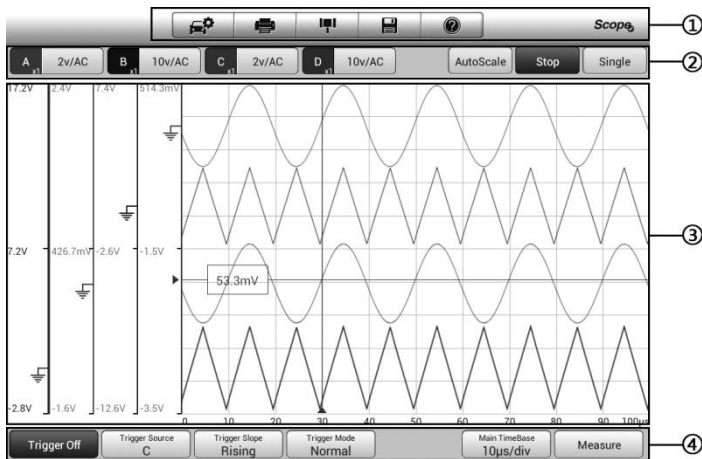 Scope
①
A x1 2v/AC B x1 10v/AC C x1 2v/AC D x1 10v/AC AutoScale Stop Single
②
17.2V 2.4V 7.4V 514.3mV
③
7.2V 426.7mV -2.6V -1.5V
53.3mV
-2.8V -1.6V -12.6V -3.5V
0 10 20 30 40 50 60 70 80 90 100μs
Trigger Off
Trigger Source
C
Trigger Slope
Rising
Trigger Mode
Normal
Main TimeBase
10μs/div
Measure
④